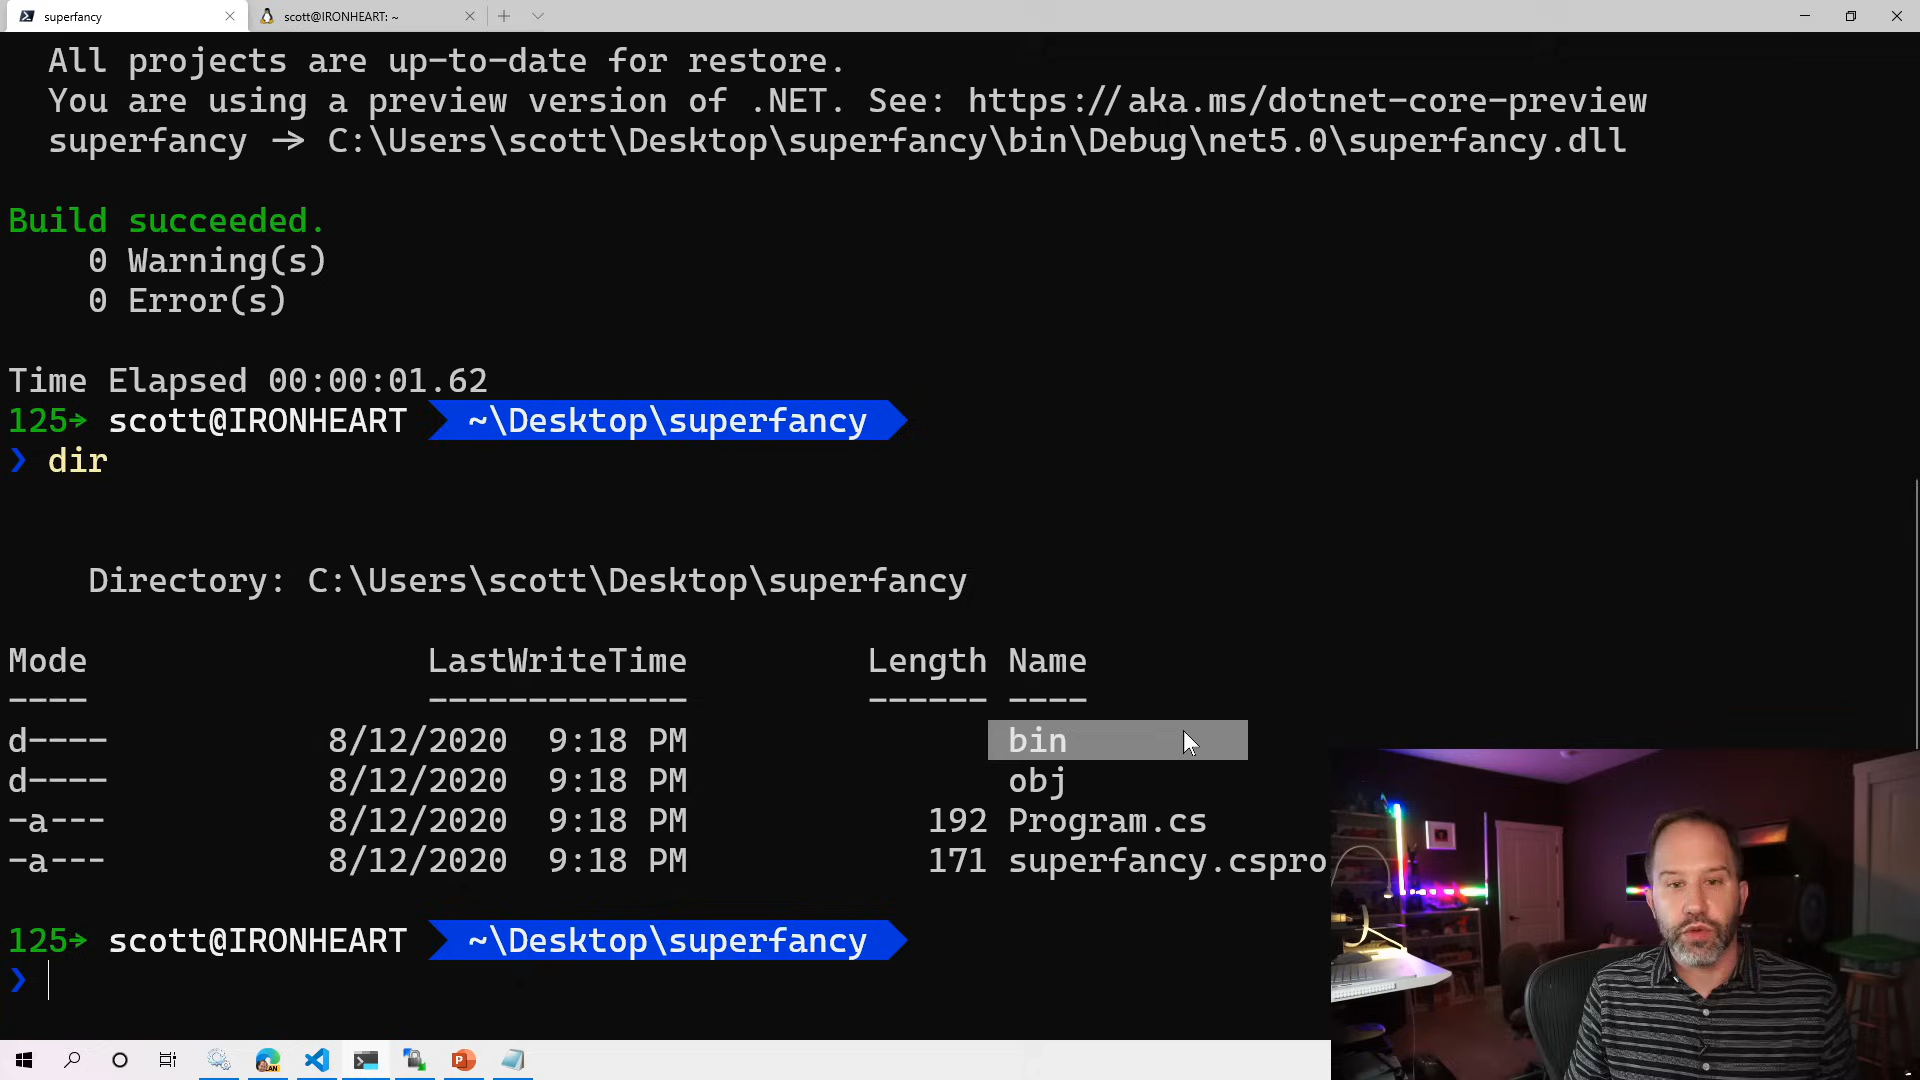 superfancy
scott@IRONHEART: ~
All projects are up-to-date for restore.
You are using a preview version of .NET. See: https://aka.ms/dotnet-core-preview
superfancy -> C:\Users\scott\Desktop\superfancy\bin\Debug\net5.0\superfancy.dll
Build succeeded.
0 Warning(s)
0 Error(s)
Time Elapsed 00:00:01.62
125→ scott@IRONHEART ~\Desktop\superfancy
❯ dir
Directory: C:\Users\scott\Desktop\superfancy
Mode LastWriteTime Length Name
---- ------------- ------ ----
d---- 8/12/2020 9:18 PM bin
d---- 8/12/2020 9:18 PM obj
-a--- 8/12/2020 9:18 PM 192 Program.cs
-a--- 8/12/2020 9:18 PM 171 superfancy.cspro
125→ scott@IRONHEART ~\Desktop\superfancy
❯